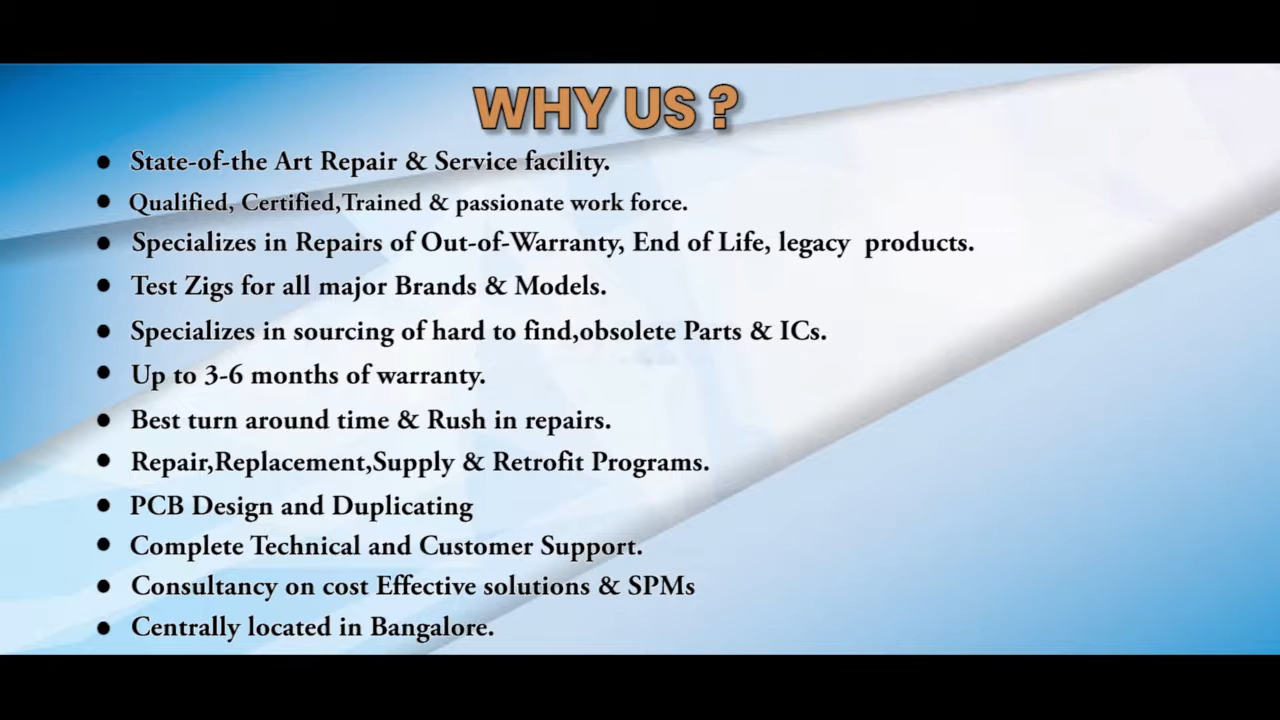 WHY US ?
● State-of-the Art Repair & Service facility.
● Qualified, Certified,Trained & passionate work force.
● Specializes in Repairs of Out-of-Warranty, End of Life, legacy products.
● Test Zigs for all major Brands & Models.
● Specializes in sourcing of hard to find,obsolete Parts & ICs.
● Up to 3-6 months of warranty.
● Best turn around time & Rush in repairs.
● Repair,Replacement,Supply & Retrofit Programs.
● PCB Design and Duplicating
● Complete Technical and Customer Support.
● Consultancy on cost Effective solutions & SPMs
● Centrally located in Bangalore.